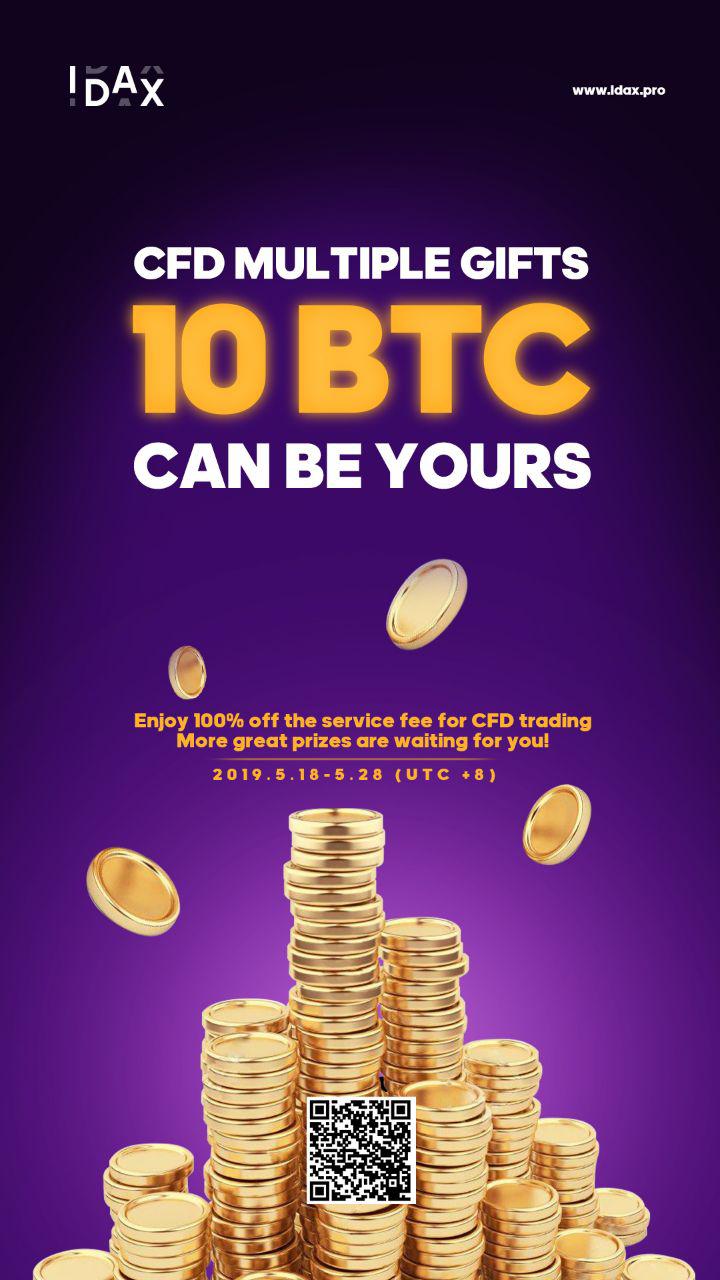 IDAX
www.idax.pro
CFD MULTIPLE GIFTS
10 BTC
CAN BE YOURS
Enjoy 100% off the service fee for CFD trading
More great prizes are waiting for you!
2019.5.18-5.28 (UTC +8)